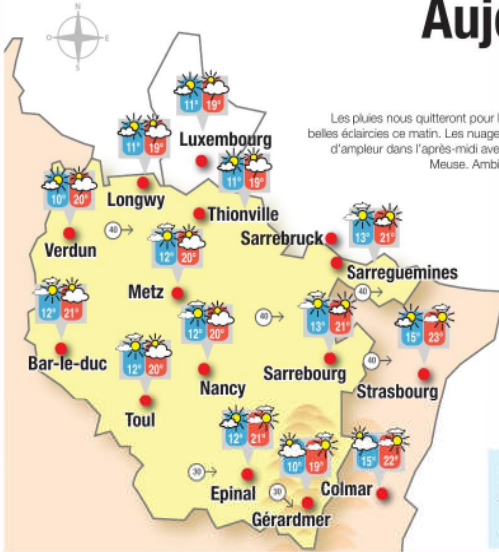 Aujo
N
O E
S
Les pluies nous quitteront pour
belles éclaircies ce matin. Les nuage
d'ampleur dans l'après-midi ave
Meuse. Ambi
11° 19°
Luxembourg
11° 19°
Longwy
11° 19°
Thionville
10° 20°
Verdun
40
13° 21°
Sarrebruck
Sarreguemines
40
12° 20°
Metz
12° 21°
Bar-le-duc
12° 20°
Nancy
40
13° 21°
Sarrebourg
40
15° 23°
Strasbourg
12° 20°
Toul
12° 21°
Epinal
30
10° 19°
Gérardmer
30
15° 22°
Colmar